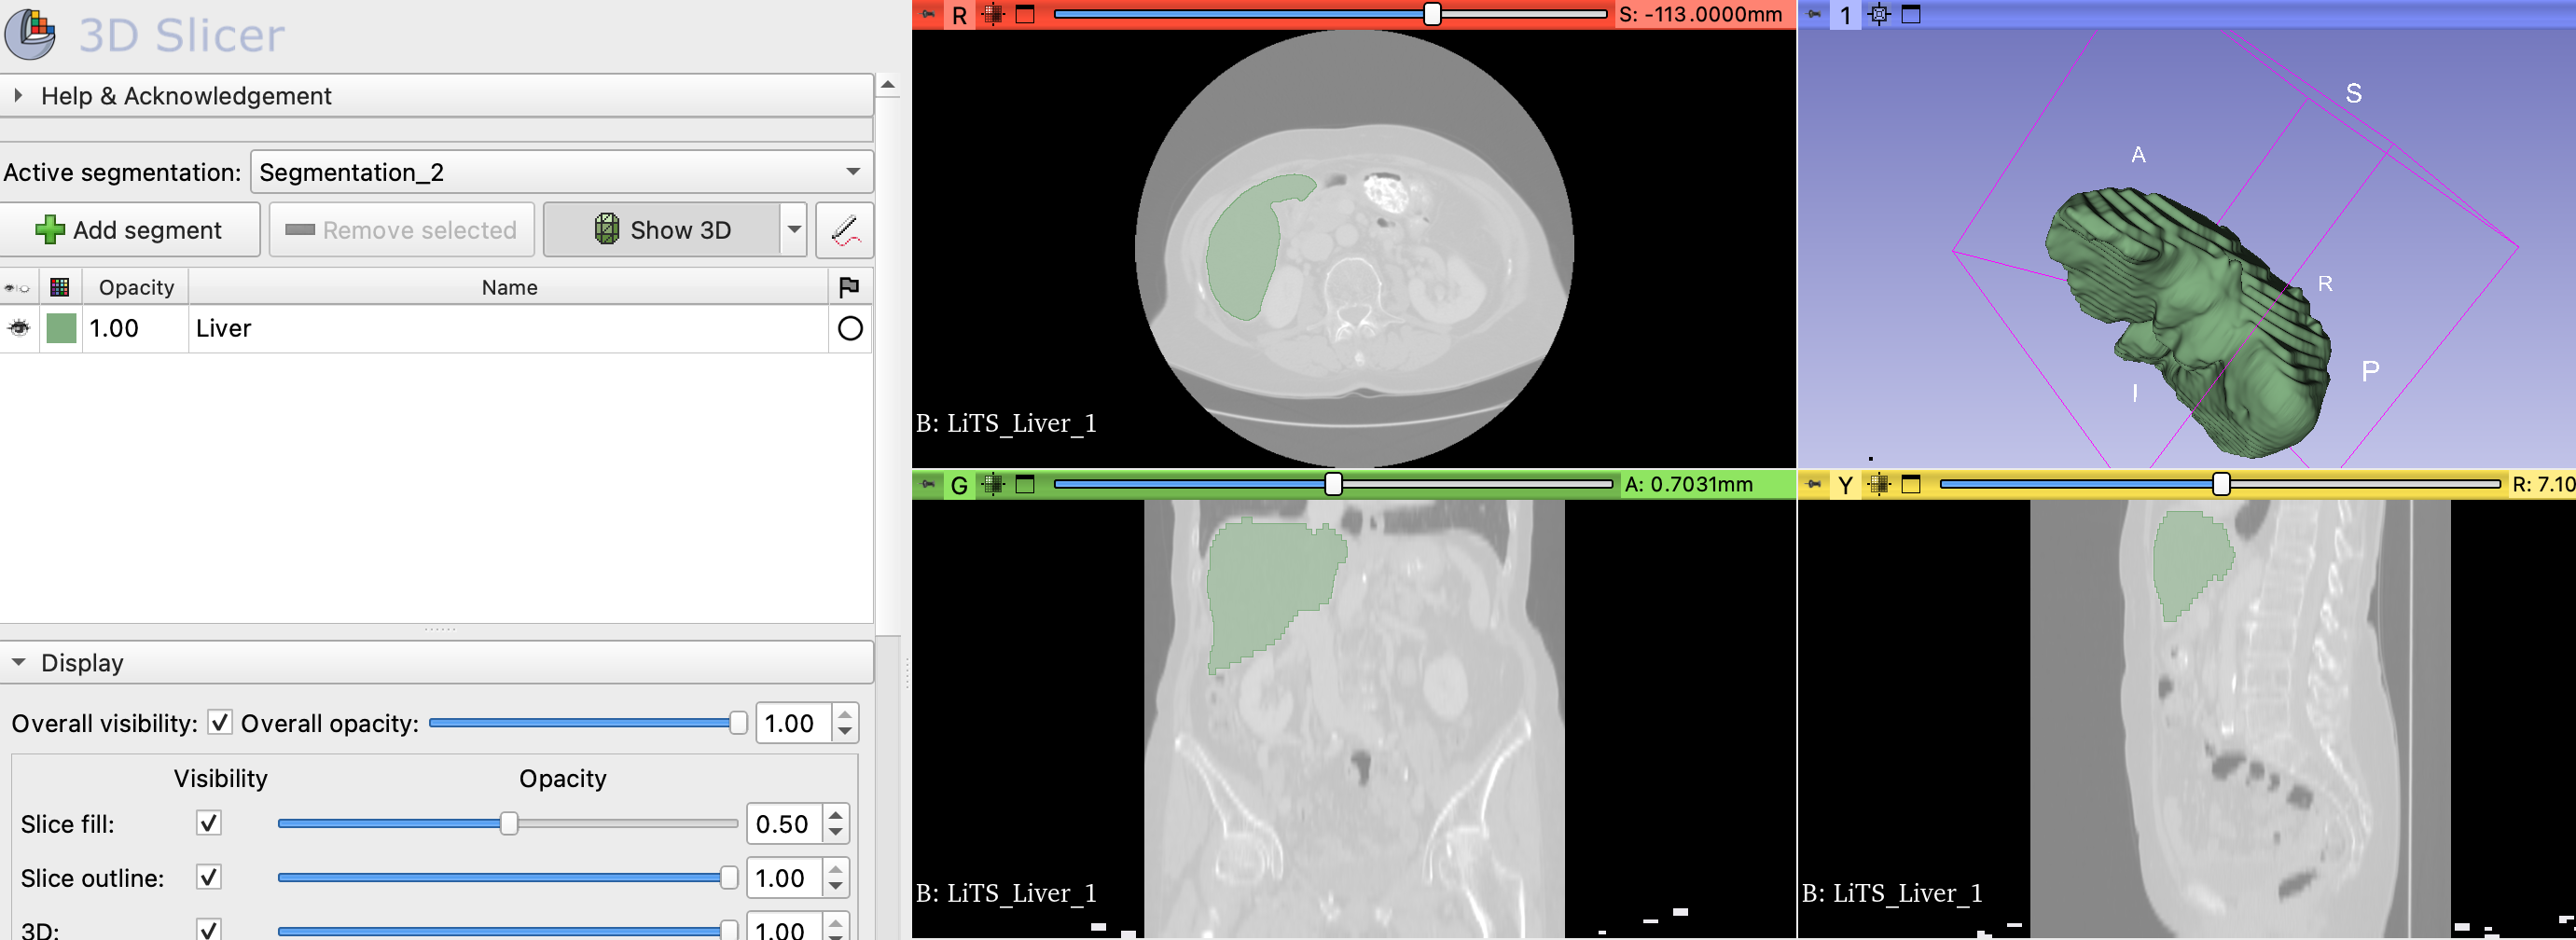 3D Slicer
Help & Acknowledgement
Active segmentation: Segmentation_2
Add segment
Remove selected
Show 3D
Opacity Name
1.00 Liver
Display
Overall visibility: Overall opacity: 1.00
Visibility Opacity
Slice fill: 0.50
Slice outline: 1.00
3D: 1.00
R S: -113.0000mm
B: LiTS_Liver_1
1
S
A
R
P
I
G A: 0.7031mm
B: LiTS_Liver_1
Y R: 7.10
B: LiTS_Liver_1